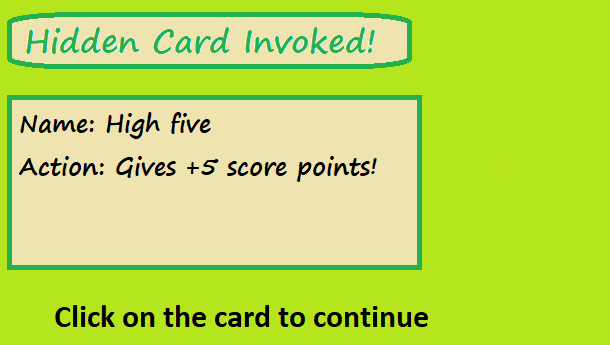 Hidden Card Invoked!
Name: High five
Action: Gives +5 score points!
Click on the card to continue